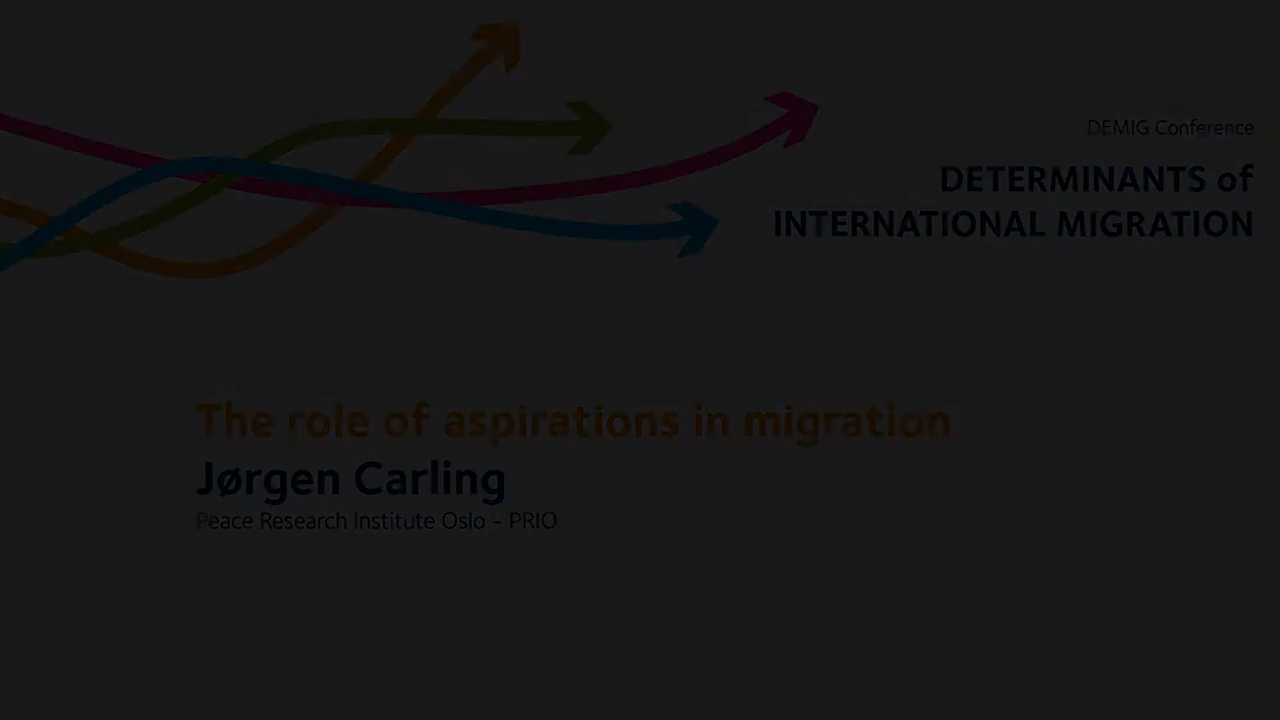 DEMIG Conference
DETERMINANTS of
INTERNATIONAL MIGRATION
The role of aspirations in migration
Jørgen Carling
Peace Research Institute Oslo - PRIO